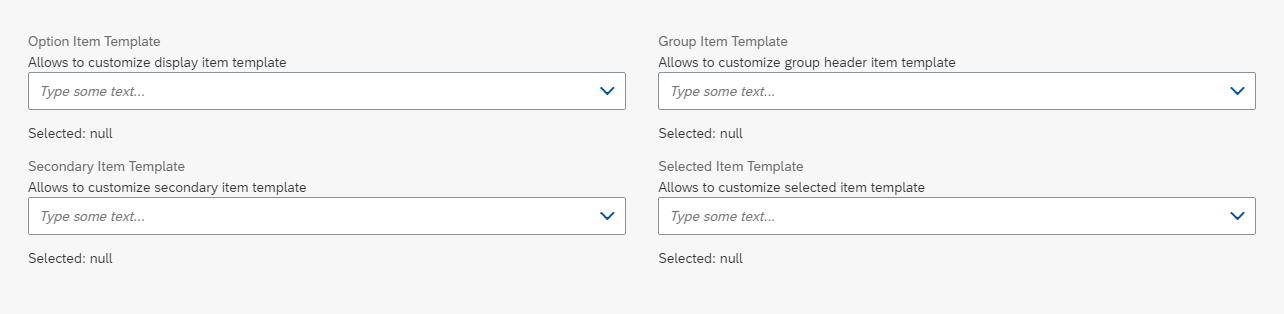 Option Item Template
Allows to customize display item template
Type some text...
Selected: null
Group Item Template
Allows to customize group header item template
Type some text...
Selected: null
Secondary Item Template
Allows to customize secondary item template
Type some text...
Selected: null
Selected Item Template
Allows to customize selected item template
Type some text...
Selected: null